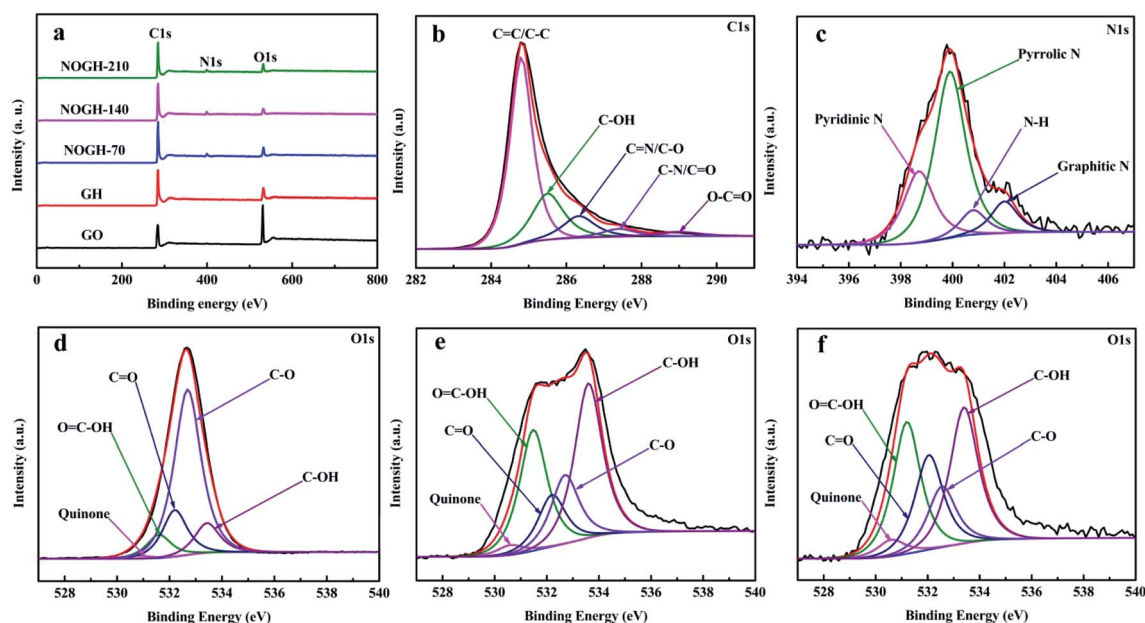 a
C1s
N1s
O1s
NOGH-210
NOGH-140
NOGH-70
GH
GO
Intensity (a. u.)
0 200 400 600 800
Binding energy (eV)
b
C1s
C=C/C-C
C-OH
C=N/C-O
C-N/C=O
O-C=O
Intensity (a.u)
282 284 286 288 290
Binding Energy (eV)
c
N1s
Pyrrolic N
Pyridinic N
N-H
Graphitic N
Intensity (a.u.)
394 396 398 400 402 404 406
Binding Energy (eV)
d
O1s
C=O
C-O
O=C-OH
C-OH
Quinone
Intensity (a.u.)
528 530 532 534 536 538 540
Binding Energy (eV)
e
O1s
C-OH
O=C-OH
C=O
C-O
Quinone
Intensity (a.u.)
528 530 532 534 536 538 540
Binding Energy (eV)
f
O1s
C-OH
O=C-OH
C=O
C-O
Quinone
Intensity (a.u.)
528 530 532 534 536 538 540
Binding Energy (eV)